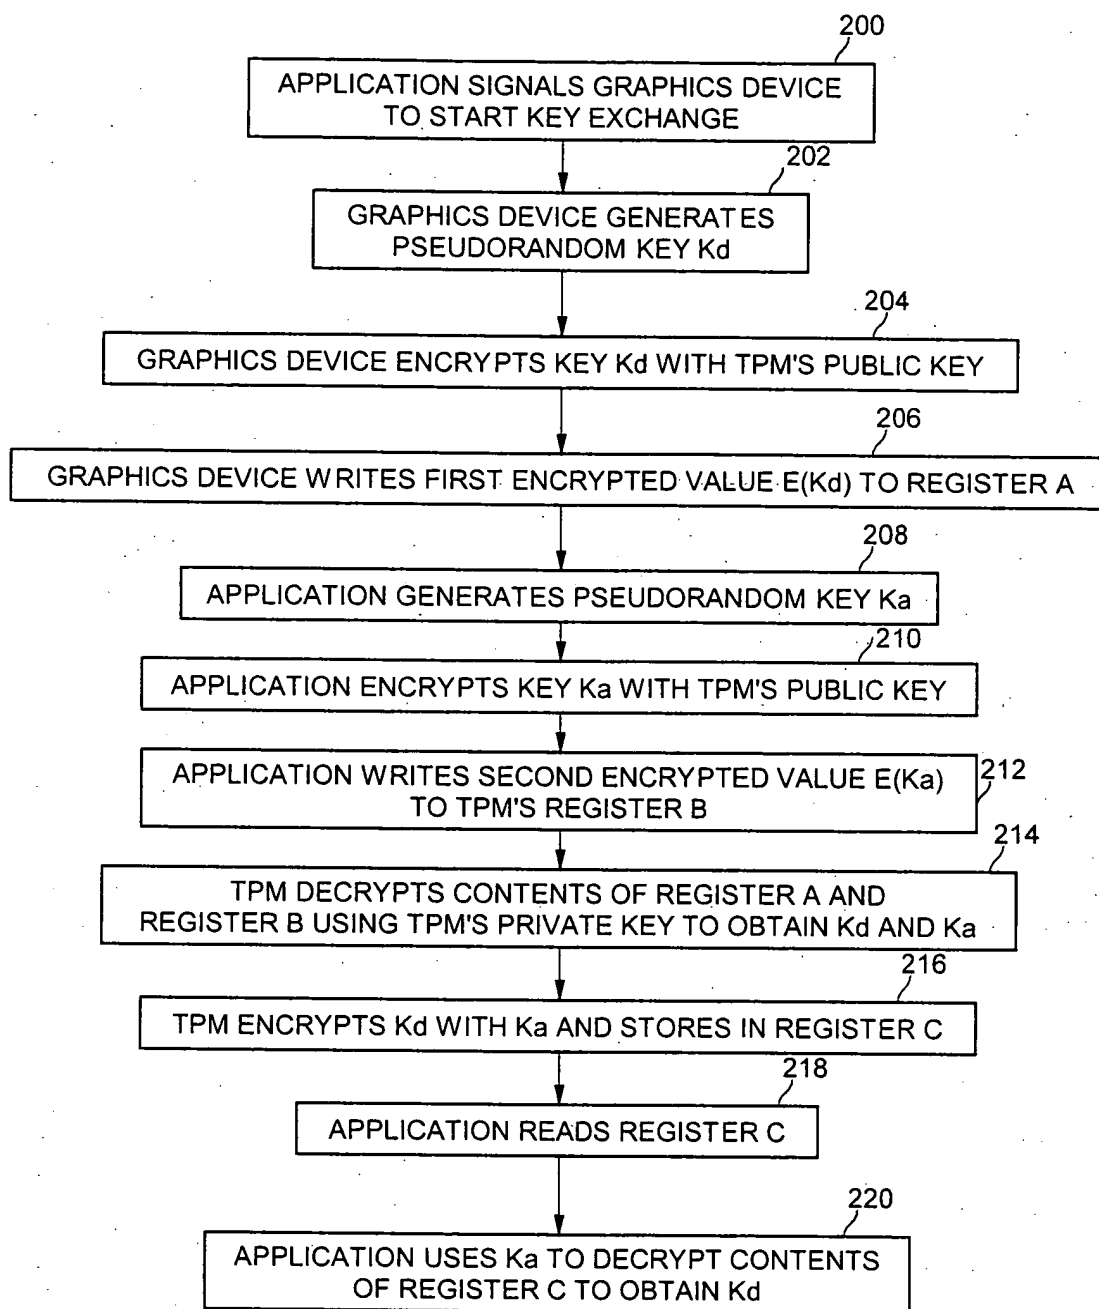 200
APPLICATION SIGNALS GRAPHICS DEVICE
TO START KEY EXCHANGE
202
GRAPHICS DEVICE GENERATES
PSEUDORANDOM KEY Kd
204
GRAPHICS DEVICE ENCRYPTS KEY Kd WITH TPM'S PUBLIC KEY
206
GRAPHICS DEVICE WRITES FIRST ENCRYPTED VALUE E(Kd) TO REGISTER A
208
APPLICATION GENERATES PSEUDORANDOM KEY Ka
210
APPLICATION ENCRYPTS KEY Ka WITH TPM'S PUBLIC KEY
212
APPLICATION WRITES SECOND ENCRYPTED VALUE E(Ka)
TO TPM'S REGISTER B
214
TPM DECRYPTS CONTENTS OF REGISTER A AND
REGISTER B USING TPM'S PRIVATE KEY TO OBTAIN Kd AND Ka
216
TPM ENCRYPTS Kd WITH Ka AND STORES IN REGISTER C
218
APPLICATION READS REGISTER C
220
APPLICATION USES Ka TO DECRYPT CONTENTS
OF REGISTER C TO OBTAIN Kd